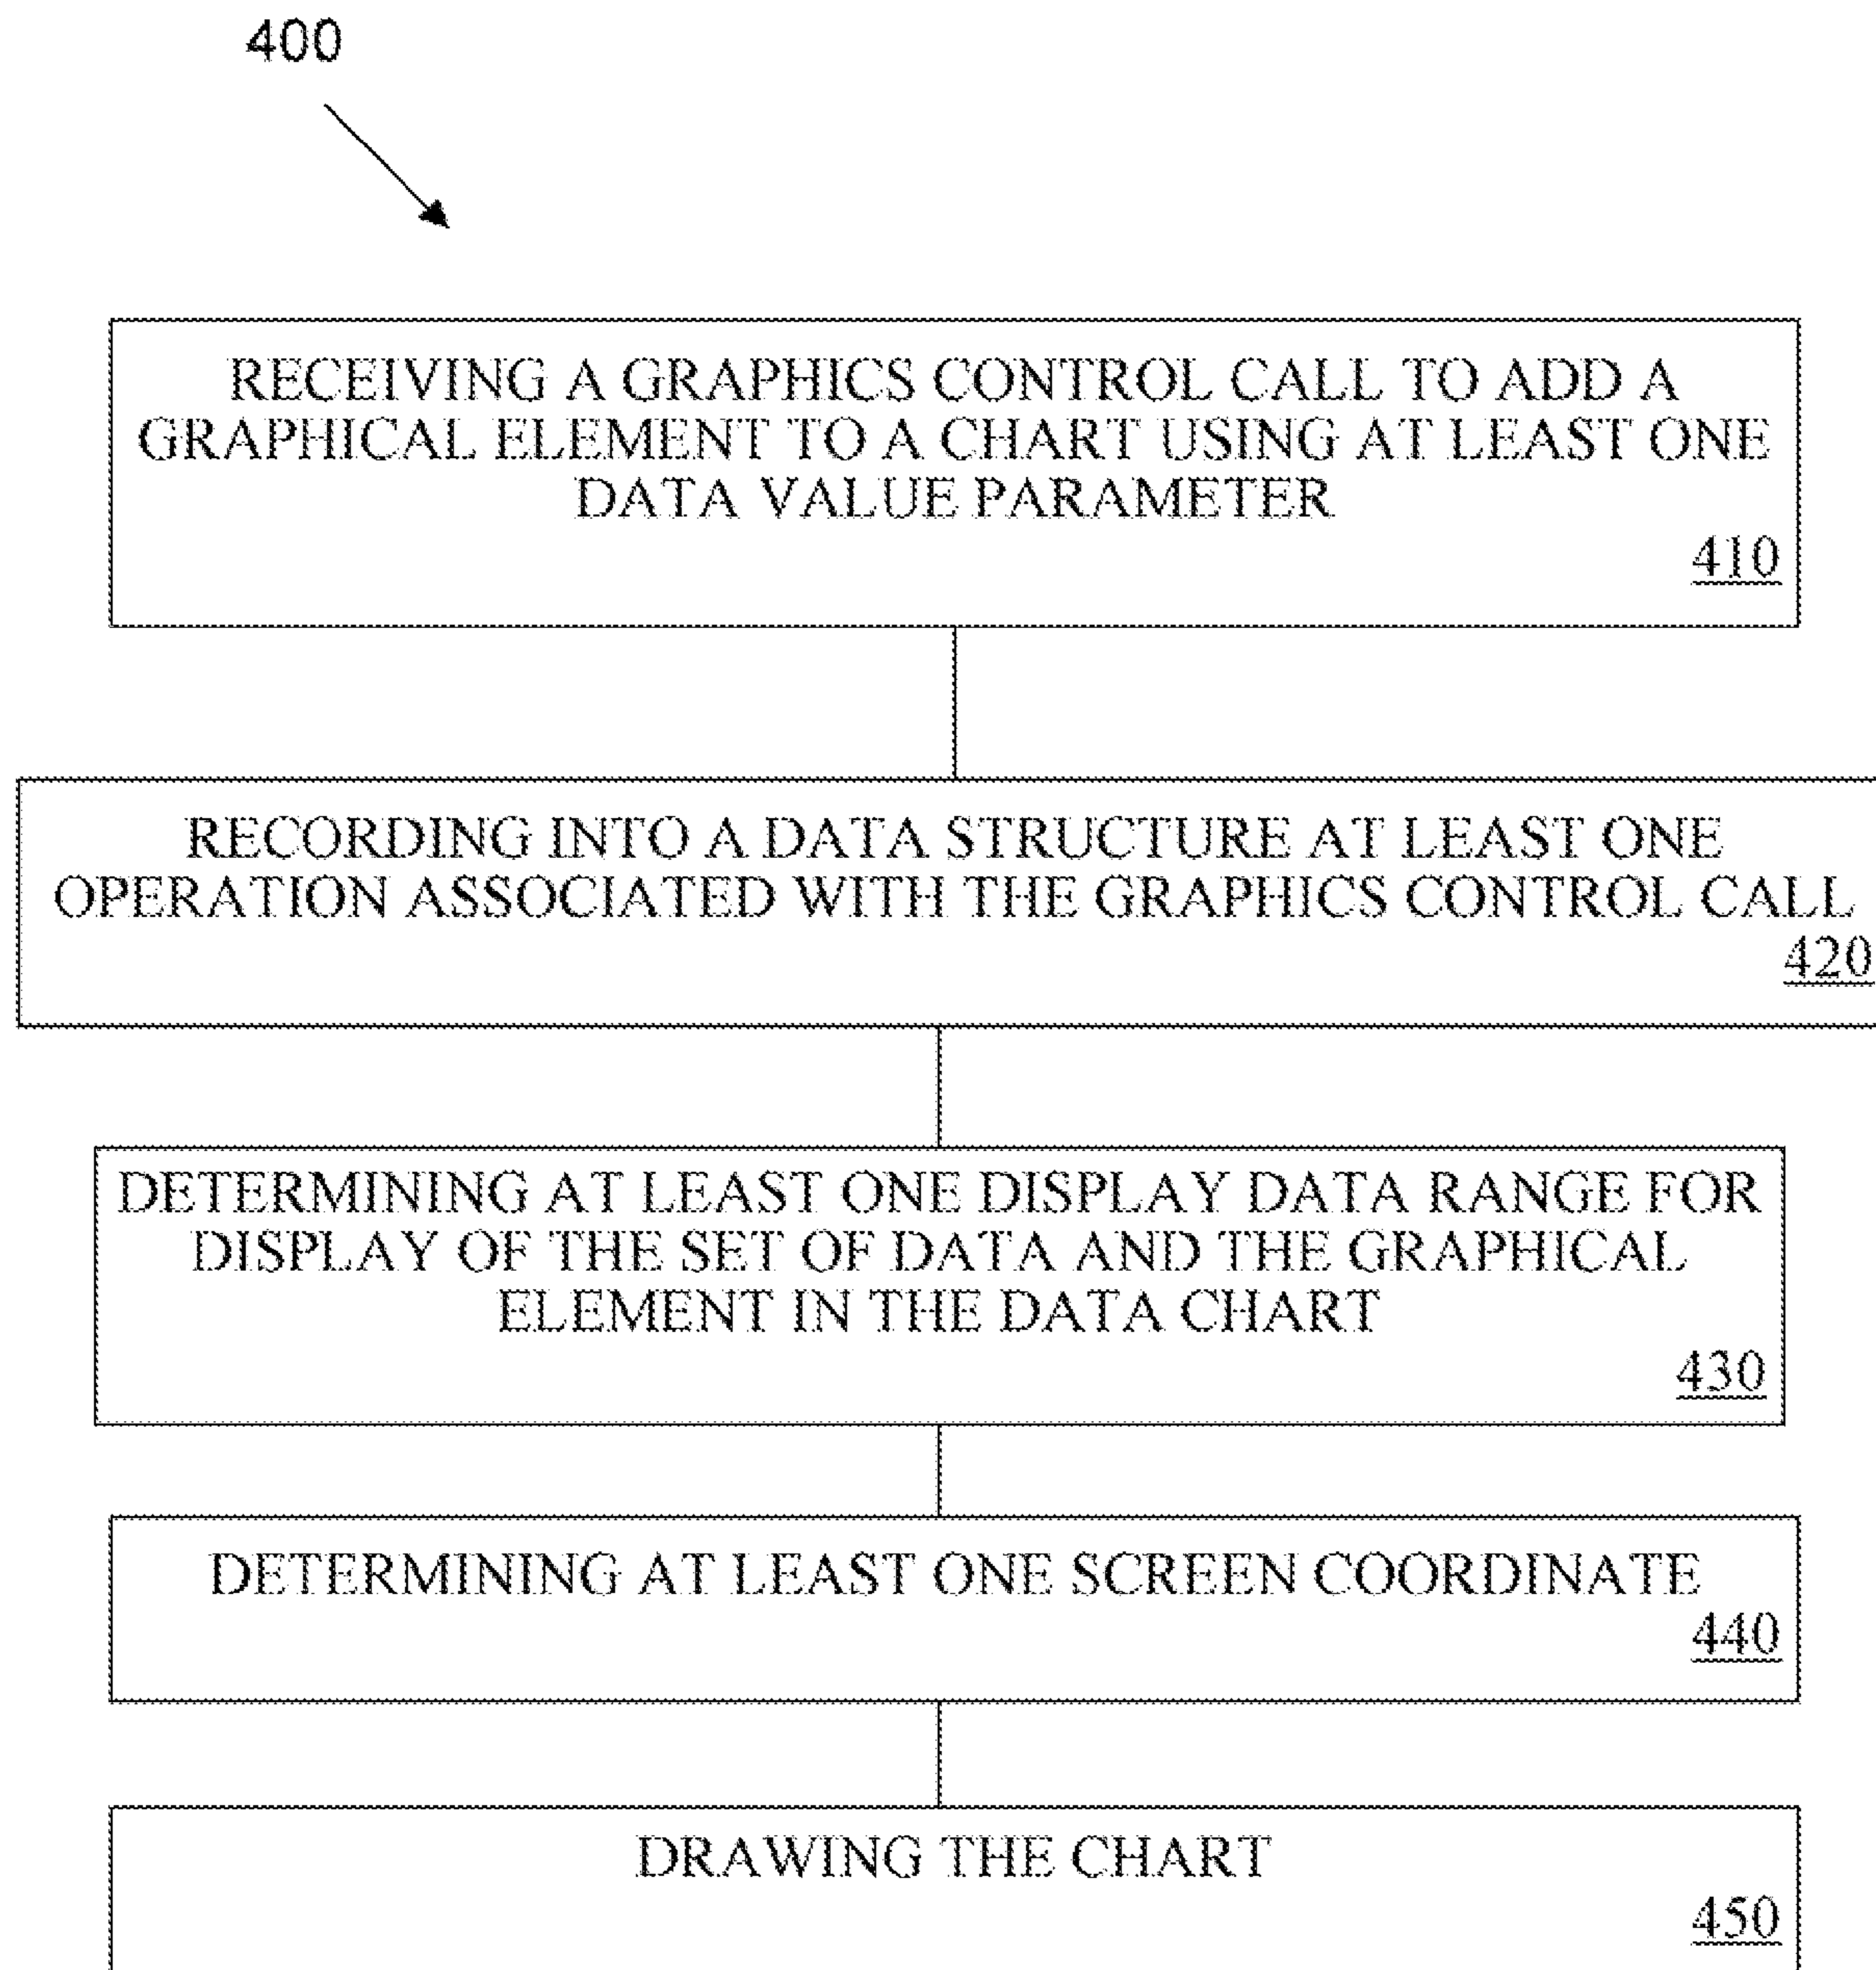 400
RECEIVING A GRAPHICS CONTROL CALL TO ADD A
GRAPHICAL ELEMENT TO A CHART USING AT LEAST ONE
DATA VALUE PARAMETER
410
RECORDING INTO A DATA STRUCTURE AT LEAST ONE
OPERATION ASSOCIATED WITH THE GRAPHICS CONTROL CALL
420
DETERMINING AT LEAST ONE DISPLAY DATA RANGE FOR
DISPLAY OF THE SET OF DATA AND THE GRAPHICAL
ELEMENT IN THE DATA CHART
430
DETERMINING AT LEAST ONE SCREEN COORDINATE
440
DRAWING THE CHART
450